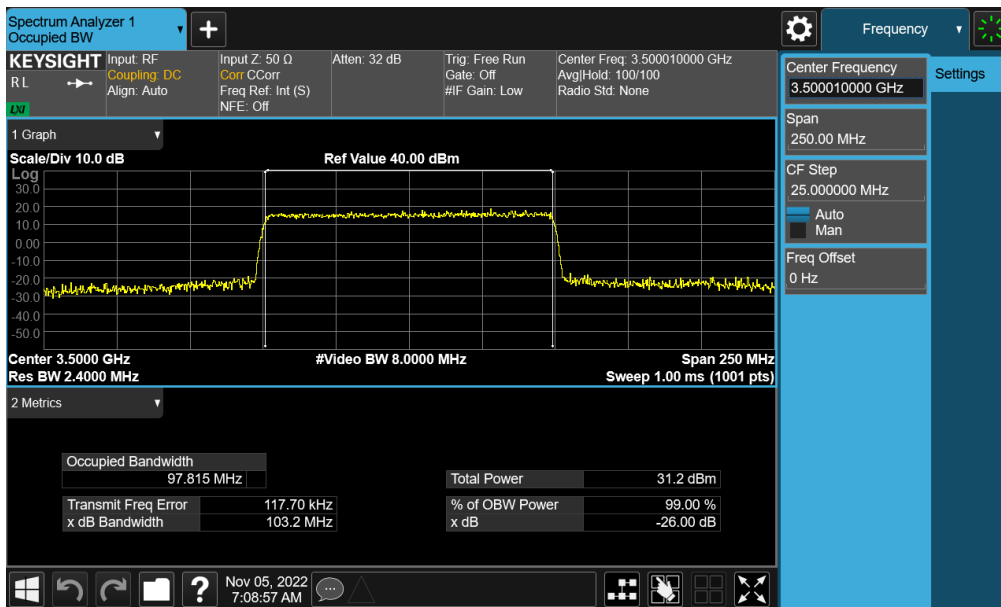 Spectrum Analyzer 1
Occupied BW
Frequency
KEYSIGHT
Input: RF
Input Z: 50 Ω
Atten: 32 dB
Trig: Free Run
Center Freq: 3.500010000 GHz
R L
Coupling: DC
Corr CCorr
Gate: Off
Avg|Hold: 100/100
Align: Auto
Freq Ref: Int (S)
#IF Gain: Low
Radio Std: None
NFE: Off
LXI
Center Frequency
3.500010000 GHz
Settings
Span
250.00 MHz
CF Step
25.000000 MHz
Auto
Man
Freq Offset
0 Hz
1 Graph
Scale/Div 10.0 dB
Ref Value 40.00 dBm
Log
30.0
20.0
10.0
0.00
-10.0
-20.0
-30.0
-40.0
-50.0
Center 3.5000 GHz
#Video BW 8.0000 MHz
Span 250 MHz
Res BW 2.4000 MHz
Sweep 1.00 ms (1001 pts)
2 Metrics
Occupied Bandwidth
97.815 MHz
Total Power 31.2 dBm
Transmit Freq Error 117.70 kHz
% of OBW Power 99.00 %
x dB Bandwidth 103.2 MHz
x dB -26.00 dB
?
Nov 05, 2022
7:08:57 AM